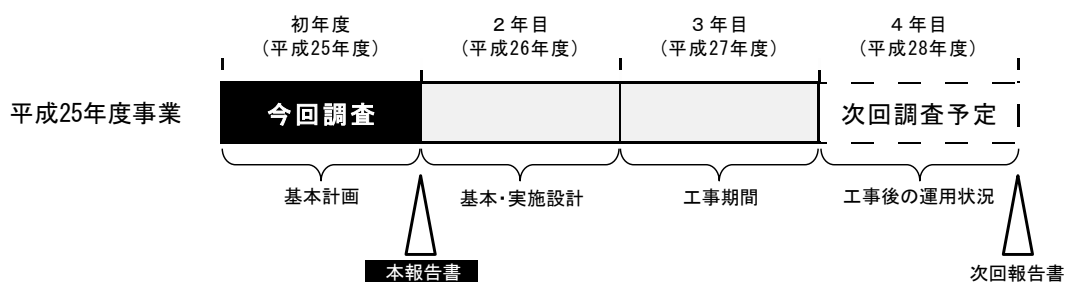 初年度 ２年目 ３年目 ４年目
（平成25年度） （平成26年度） （平成27年度） （平成28年度）
平成25年度事業 今回調査 次回調査予定
基本計画 基本・実施設計 工事期間 工事後の運用状況
本報告書 次回報告書